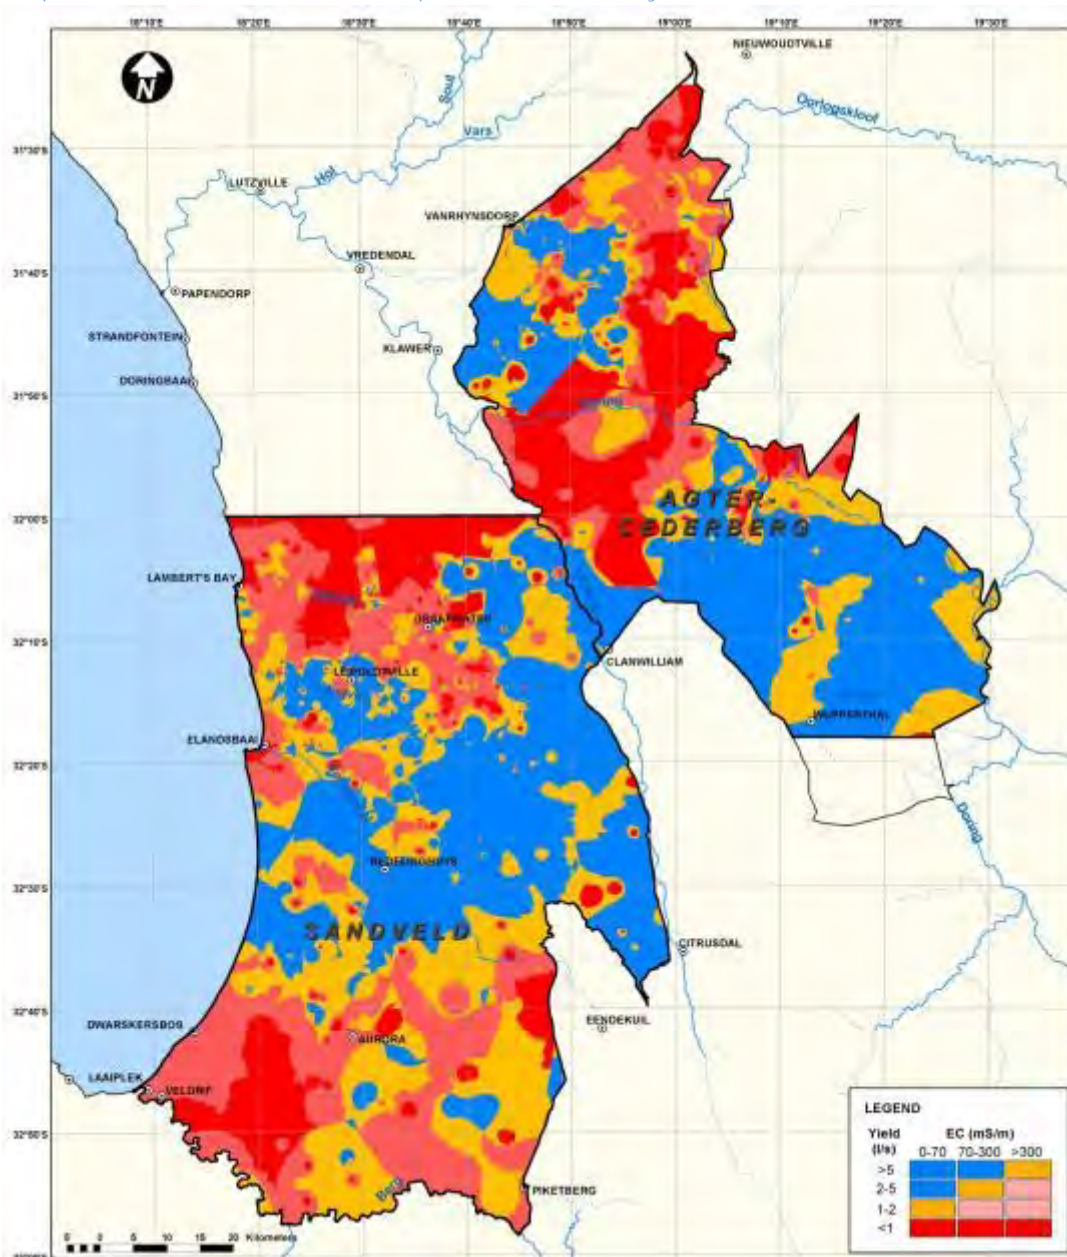 18°20'
18°30'
18°40'
18°50'
19°00'
19°10'
19°20'
19°30'
N
NIEUWOUDTVILLE
Sout
Oorlogskloof
Vars
31°30'S
Hol
LUTZVILLE
VANRHYNSDORP
VREDENDAL
31°40'S
PAPENDORP
STRANDFONTEIN
KLAWER
DORINGBAAI
31°50'S
AGTER-
CEDERBERG
32°00'S
LAMBERT'S BAY
GRAAFWATER
32°10'S
CLANWILLIAM
LEIPOLDTVILLE
WUPPERTHAL
ELANDSBAAI
32°20'S
Doring
REDELINGHUYS
32°30'S
SANDVELD
CITRUSDAL
32°40'S
EENDEKUIL
DWARSKERSBOS
AURORA
LAAIPLEK
VELDRIF
32°50'S
Berg
PIKETBERG
LEGEND
Yield EC (mS/m)
(l/s) 0-70 70-300 >300
>5
2-5
1-2
<1
0 5 10 15 20 Kilometers